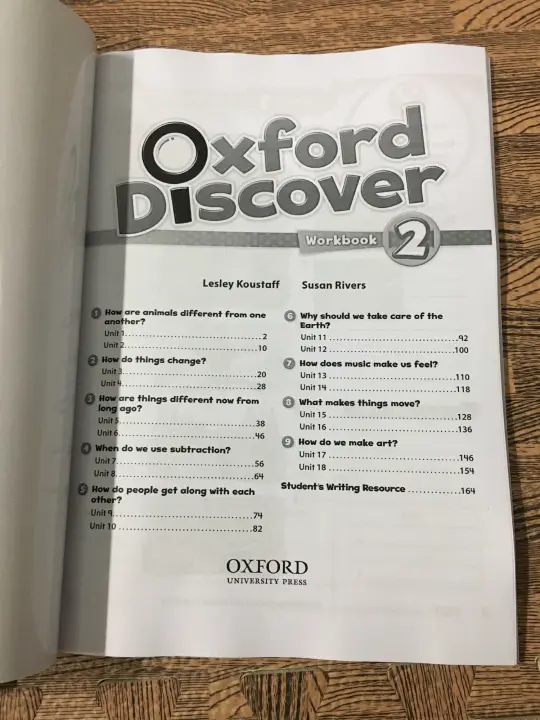 Oxford
Discover
Workbook 2
Lesley Koustaff Susan Rivers
1 How are animals different from one
another?
Unit 1..............................................2
Unit 2..............................................10
2 How do things change?
Unit 3..............................................20
Unit 4..............................................28
3 How are things different now from
long ago?
Unit 5..............................................38
Unit 6..............................................46
4 When do we use subtraction?
Unit 7..............................................56
Unit 8..............................................64
5 How do people get along with each
other?
Unit 9..............................................74
Unit 10 ............................................82
6 Why should we take care of the
Earth?
Unit 11 ............................................92
Unit 12 ............................................100
7 How does music make us feel?
Unit 13 ............................................110
Unit 14 ............................................118
8 What makes things move?
Unit 15 ............................................128
Unit 16 ............................................136
9 How do we make art?
Unit 17 ............................................146
Unit 18 ............................................154
Student's Writing Resource ..............164
OXFORD
UNIVERSITY PRESS